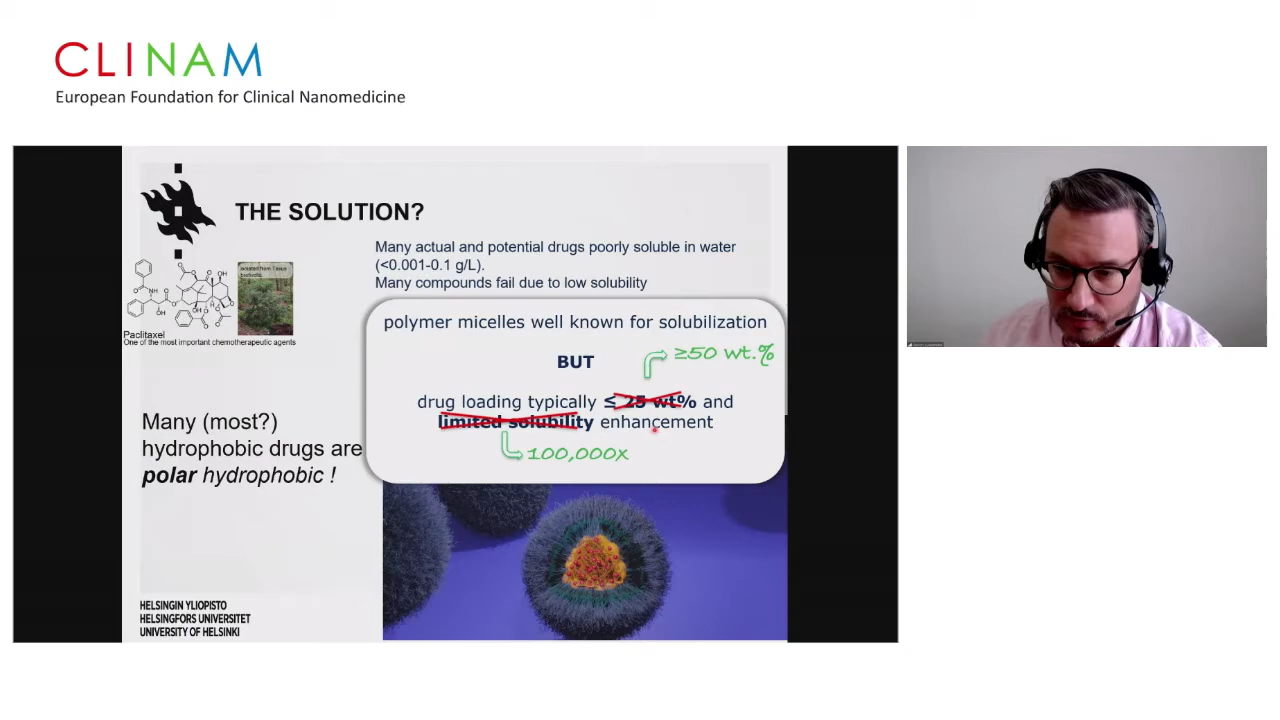 CLINAM
European Foundation for Clinical Nanomedicine
THE SOLUTION?
Many actual and potential drugs poorly soluble in water
(<0.001-0.1 g/L).
Many compounds fail due to low solubility
Paclitaxel
One of the most important chemotherapeutic agents
polymer micelles well known for solubilization
BUT
≥50 wt.%
drug loading typically ≤ 25 wt% and
limited solubility enhancement
100,000x
Many (most?)
hydrophobic drugs are
polar hydrophobic !
HELSINGIN YLIOPISTO
HELSINGFORS UNIVERSITET
UNIVERSITY OF HELSINKI